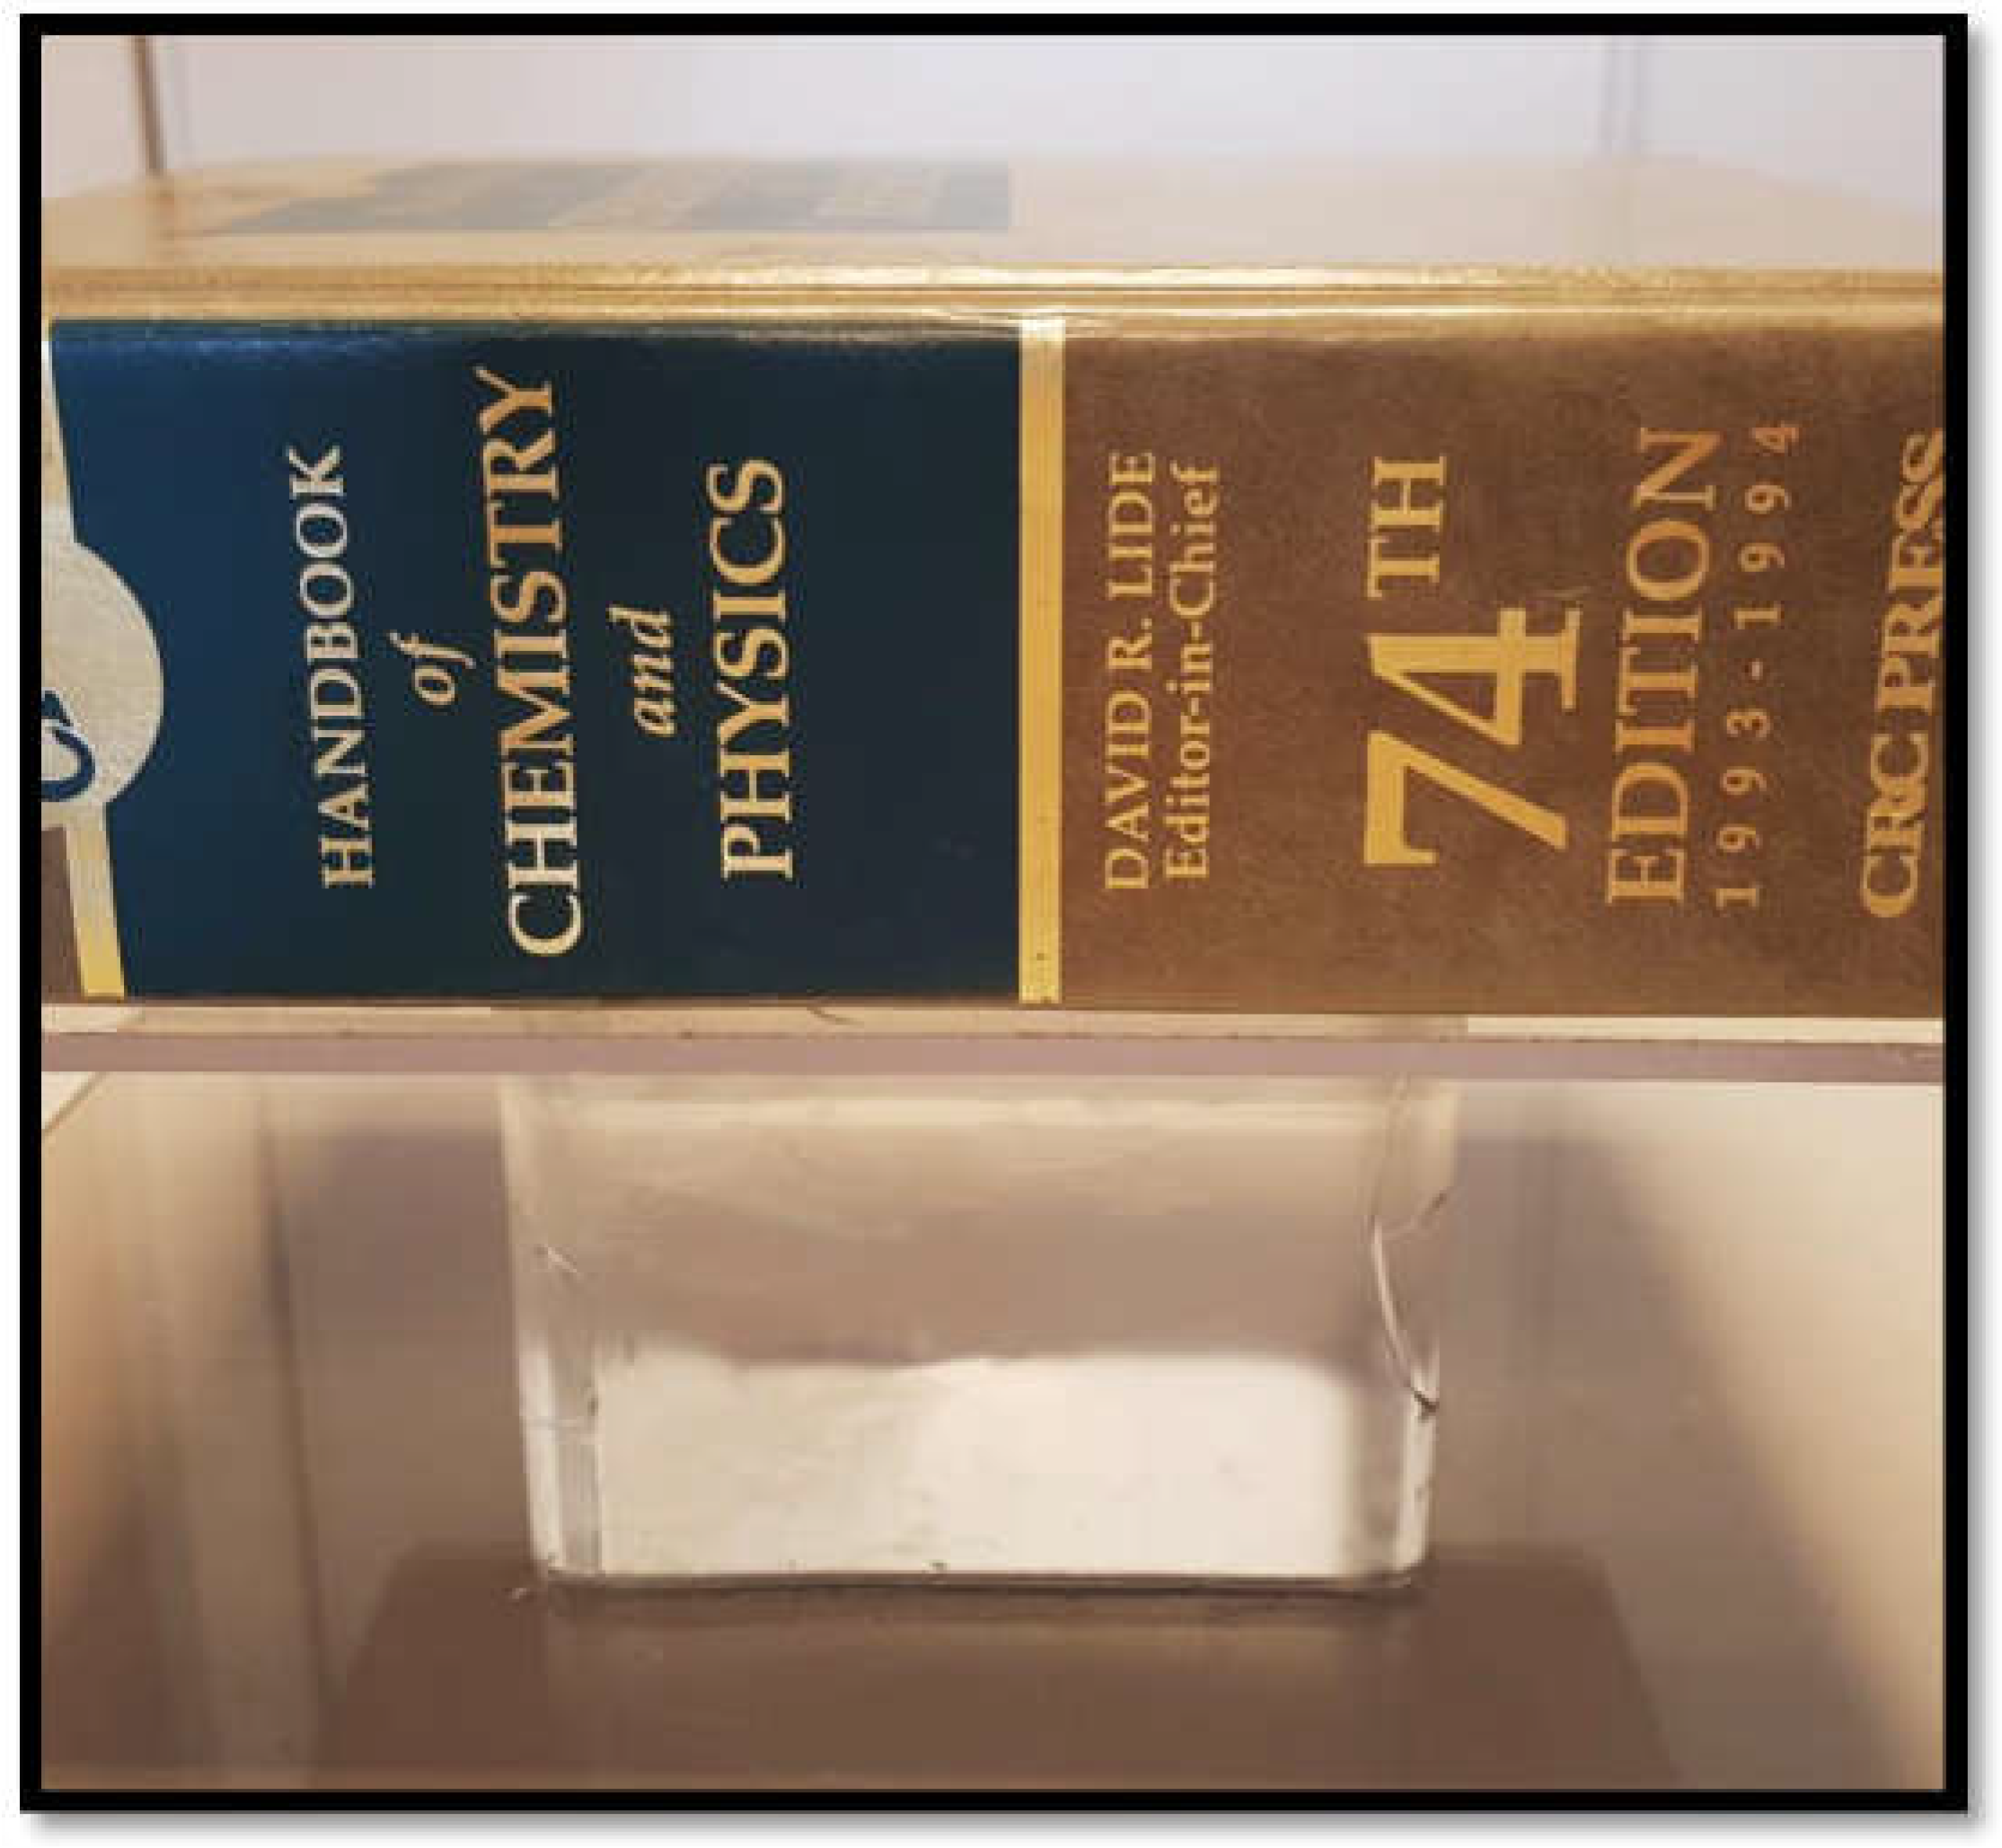 HANDBOOK
of
CHEMISTRY
and
PHYSICS
DAVID R. LIDE
Editor-in-Chief
74TH
EDITION
1993-1994
CRC PRESS